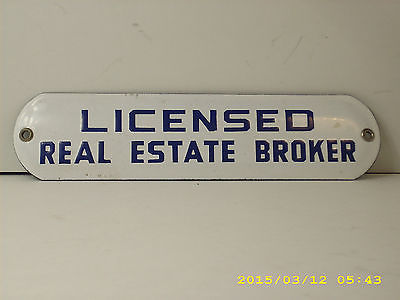 LICENSED
REAL ESTATE BROKER
2015/03/12 05:43